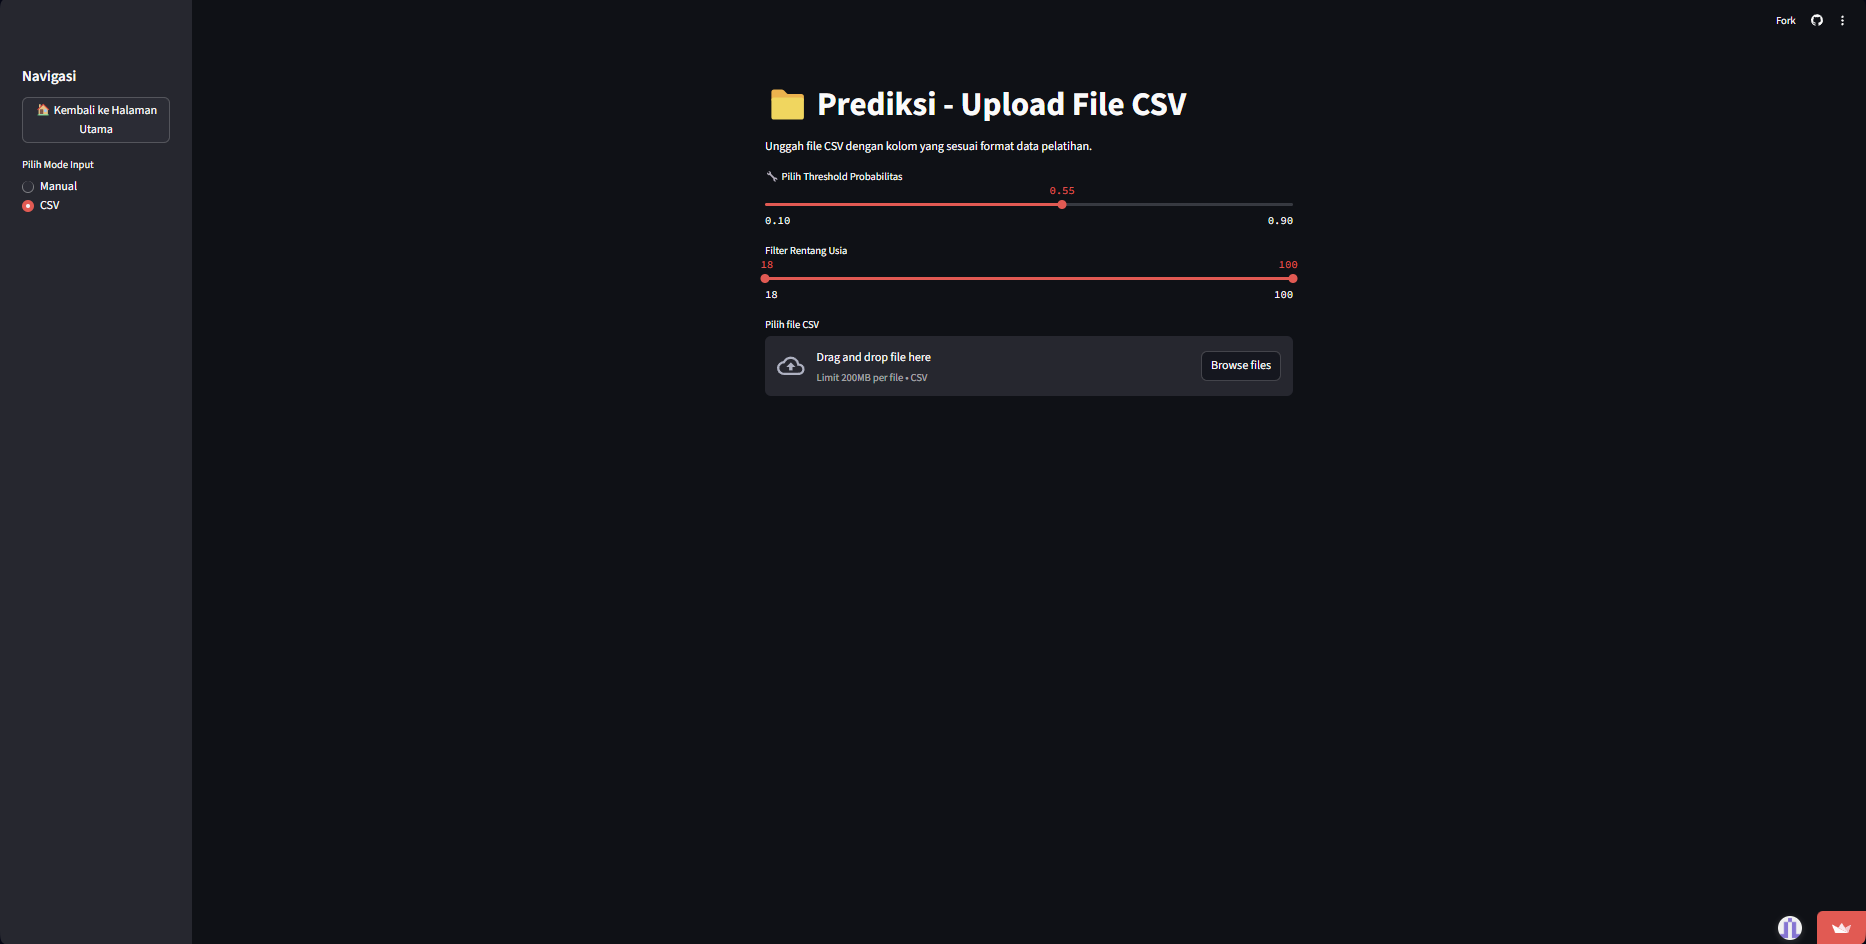 Fork
Navigasi
Kembali ke Halaman
Utama
Pilih Mode Input
Manual
CSV
Prediksi - Upload File CSV
Unggah file CSV dengan kolom yang sesuai format data pelatihan.
Pilih Threshold Probabilitas
0.55
0.10 0.90
Filter Rentang Usia
18 100
18 100
Pilih file CSV
Drag and drop file here
Limit 200MB per file • CSV
Browse files